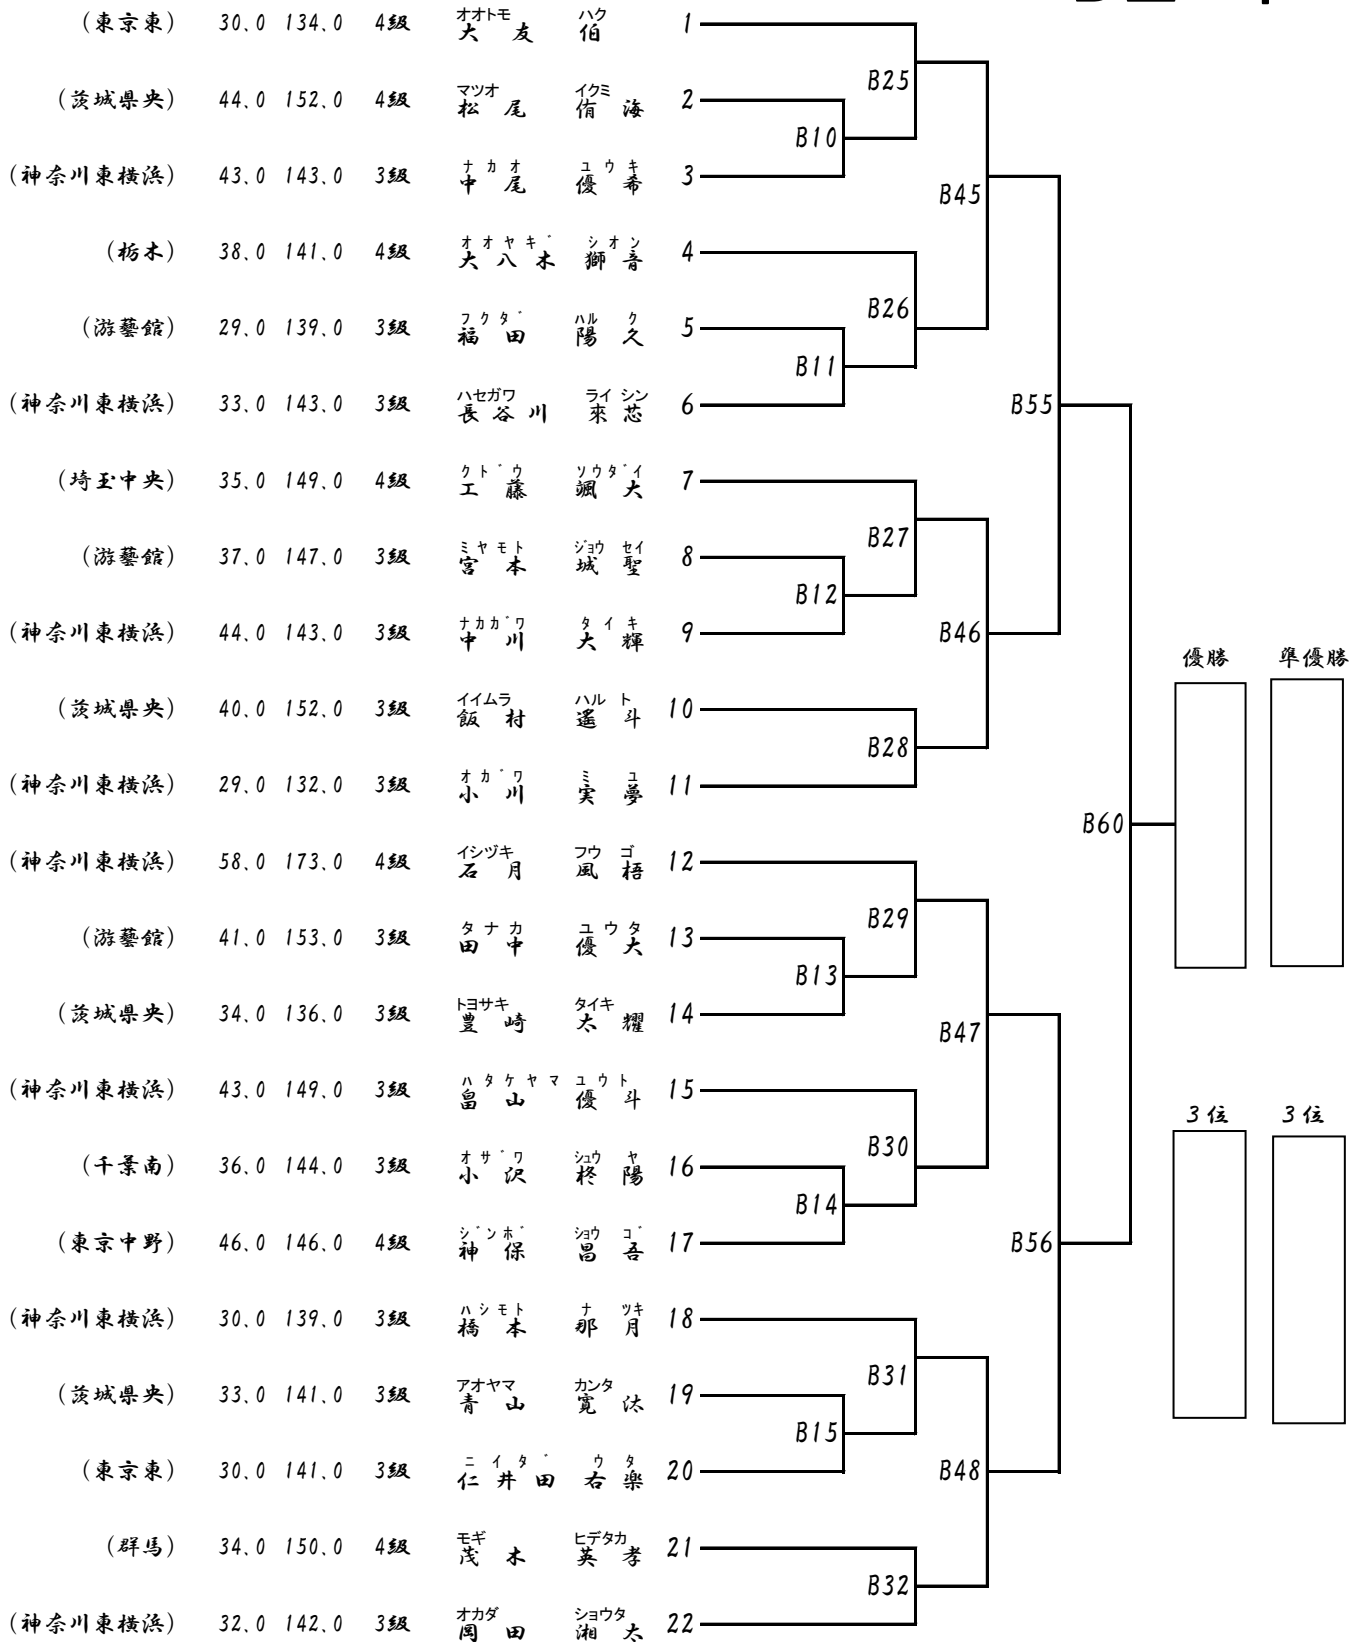 (東京東) 30.0 134.0 4級 大友 伯 オオトモ ハク 1
B25
(茨城県央) 44.0 152.0 4級 松尾 侑海 マツオ イクミ 2
B10
(神奈川東横浜) 43.0 143.0 3級 中尾 優希 ナカオ ユウキ 3
B45
(栃木) 38.0 141.0 4級 大八木 獅音 オオヤギ シオン 4
B26
(游藝館) 29.0 139.0 3級 福田 陽久 フクダ ハルク 5
B11
(神奈川東横浜) 33.0 143.0 3級 長谷川 來芯 ハセガワ ライシン 6
B55
(埼玉中央) 35.0 149.0 4級 工藤 颯大 クドウ ソウダイ 7
B27
(游藝館) 37.0 147.0 3級 宮本 城聖 ミヤモト ジョウセイ 8
B12
(神奈川東横浜) 44.0 143.0 3級 中川 大輝 ナカガワ タイキ 9
B46
優勝 準優勝
(茨城県央) 40.0 152.0 3級 飯村 遥斗 イイムラ ハルト 10
B28
(神奈川東横浜) 29.0 132.0 3級 小川 実夢 オガワ ミユ 11
B60
(神奈川東横浜) 58.0 173.0 4級 石月 風梧 イシヅキ フウゴ 12
B29
(游藝館) 41.0 153.0 3級 田中 優大 タナカ ユウタ 13
B13
(茨城県央) 34.0 136.0 3級 豊崎 太耀 トヨサキ タイキ 14
B47
(神奈川東横浜) 43.0 149.0 3級 畠山 優斗 ハタケヤマ ユウト 15
3位 3位
B30
(千葉南) 36.0 144.0 3級 小沢 柊陽 オザワ シュウヤ 16
B14
(東京中野) 46.0 146.0 4級 神保 昌吾 ジンボ ショウゴ 17
B56
(神奈川東横浜) 30.0 139.0 3級 橋本 那月 ハシモト ナツキ 18
B31
(茨城県央) 33.0 141.0 3級 青山 寛汰 アオヤマ カンタ 19
B15
(東京東) 30.0 141.0 3級 仁井田 右楽 ニイダ ウタ 20
B48
(群馬) 34.0 150.0 4級 茂木 英孝 モギ ヒデタカ 21
B32
(神奈川東横浜) 32.0 142.0 3級 岡田 湘太 オカダ ショウタ 22